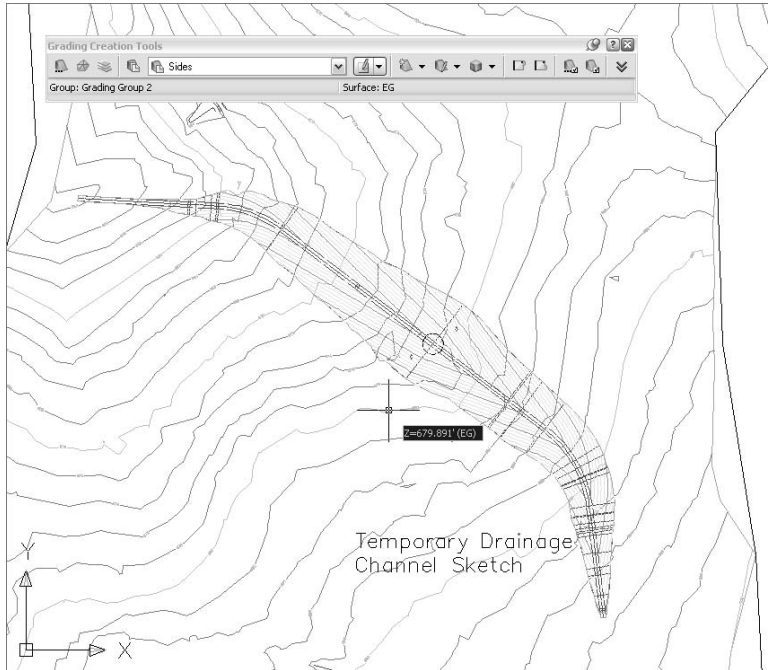 Grading Creation Tools
Sides
Group: Grading Group 2
Surface: EG
Z=679.891' (EG)
Temporary Drainage
Channel Sketch
Y
X